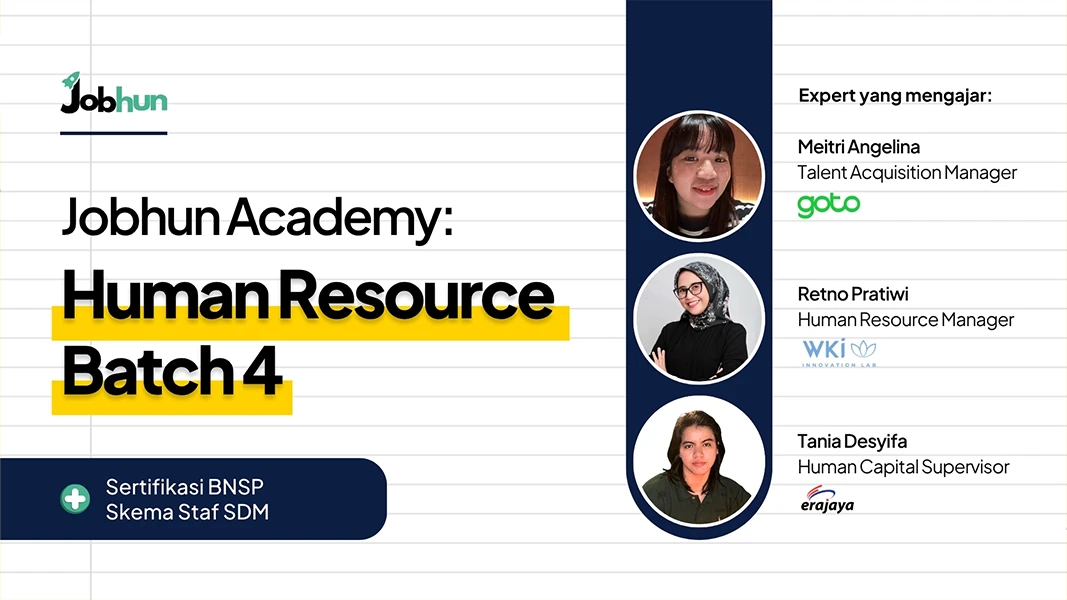 Jobhun
Jobhun Academy:
Human Resource
Batch 4
Sertifikasi BNSP
Skema Staf SDM
Expert yang mengajar:
Meitri Angelina
Talent Acquisition Manager
goto
Retno Pratiwi
Human Resource Manager
WKI
INNOVATION LAB
Tania Desyifa
Human Capital Supervisor
erajaya